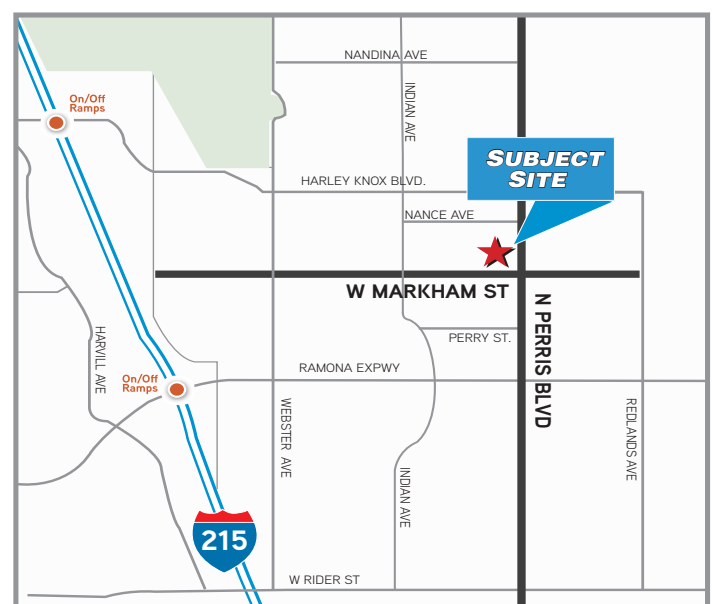 NANDINA AVE
On/Off
Ramps
INDIAN AVE
SUBJECT
SITE
HARLEY KNOX BLVD.
NANCE AVE
W MARKHAM ST
N PERRIS BLVD
PERRY ST.
HARVILL AVE
RAMONA EXPWY
On/Off
Ramps
WEBSTER AVE
REDLANDS AVE
INDIAN AVE
215
W RIDER ST